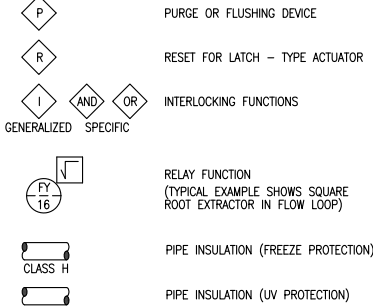 P PURGE OR FLUSHING DEVICE
R RESET FOR LATCH – TYPE ACTUATOR
I AND OR INTERLOCKING FUNCTIONS
GENERALIZED SPECIFIC
√ RELAY FUNCTION
FY (TYPICAL EXAMPLE SHOWS SQUARE
16 ROOT EXTRACTOR IN FLOW LOOP)
PIPE INSULATION (FREEZE PROTECTION)
CLASS H
PIPE INSULATION (UV PROTECTION)